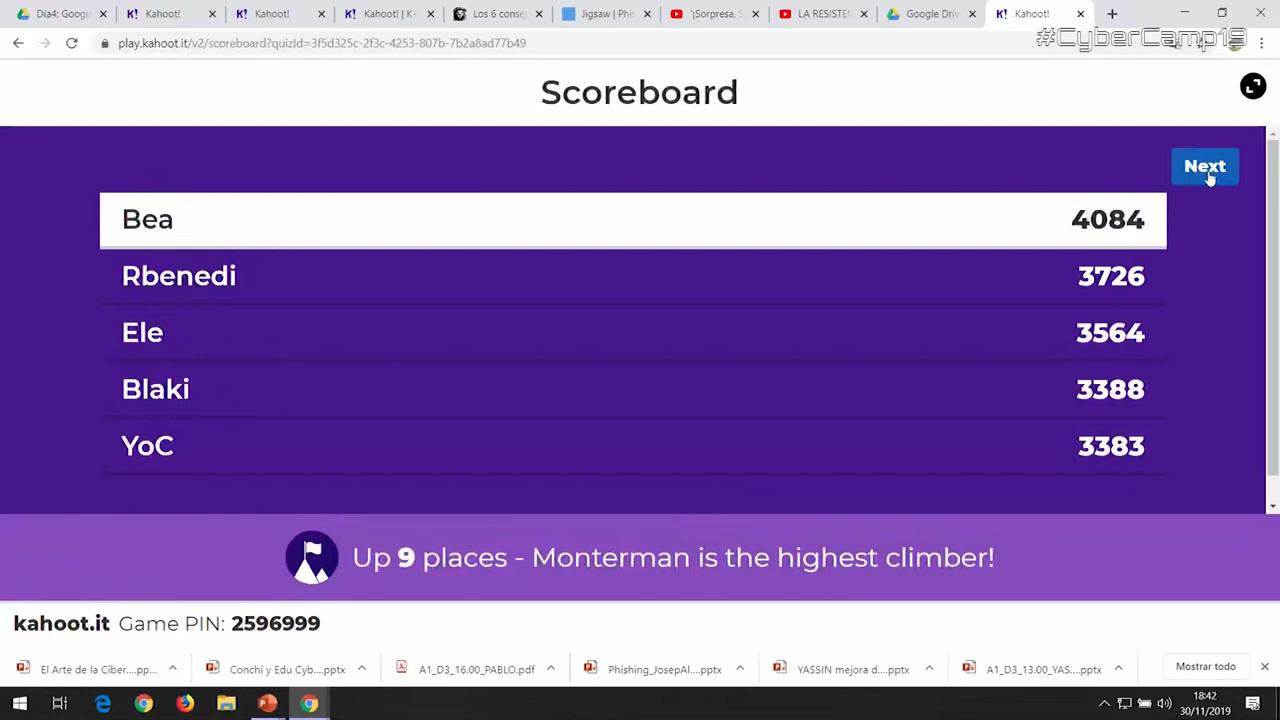 Día4: Googl
Kahoot!
Kahoot!
Kahoot! | K+
Los 6 conse
Jigsaw | Phi
¡Sorpresa, S
LA RESISTEN
Google Driv
Kahoot!
play.kahoot.it/v2/scoreboard?quizId=3f5d325c-2f3c-4253-807b-7b2a8ad77b49
#CyberCamp19
Scoreboard
Next
Bea 4084
Rbenedi 3726
Ele 3564
Blaki 3388
YoC 3383
Up 9 places - Monterman is the highest climber!
kahoot.it Game PIN: 2596999
El Arte de la Ciber....pp...
Conchi y Edu Cyb....pptx
A1_D3_16.00_PABLO.pdf
Phishing_JosepAl....pptx
YASSIN mejora d....pptx
A1_D3_13.00_YAS....pptx
Mostrar todo
18:42
30/11/2019